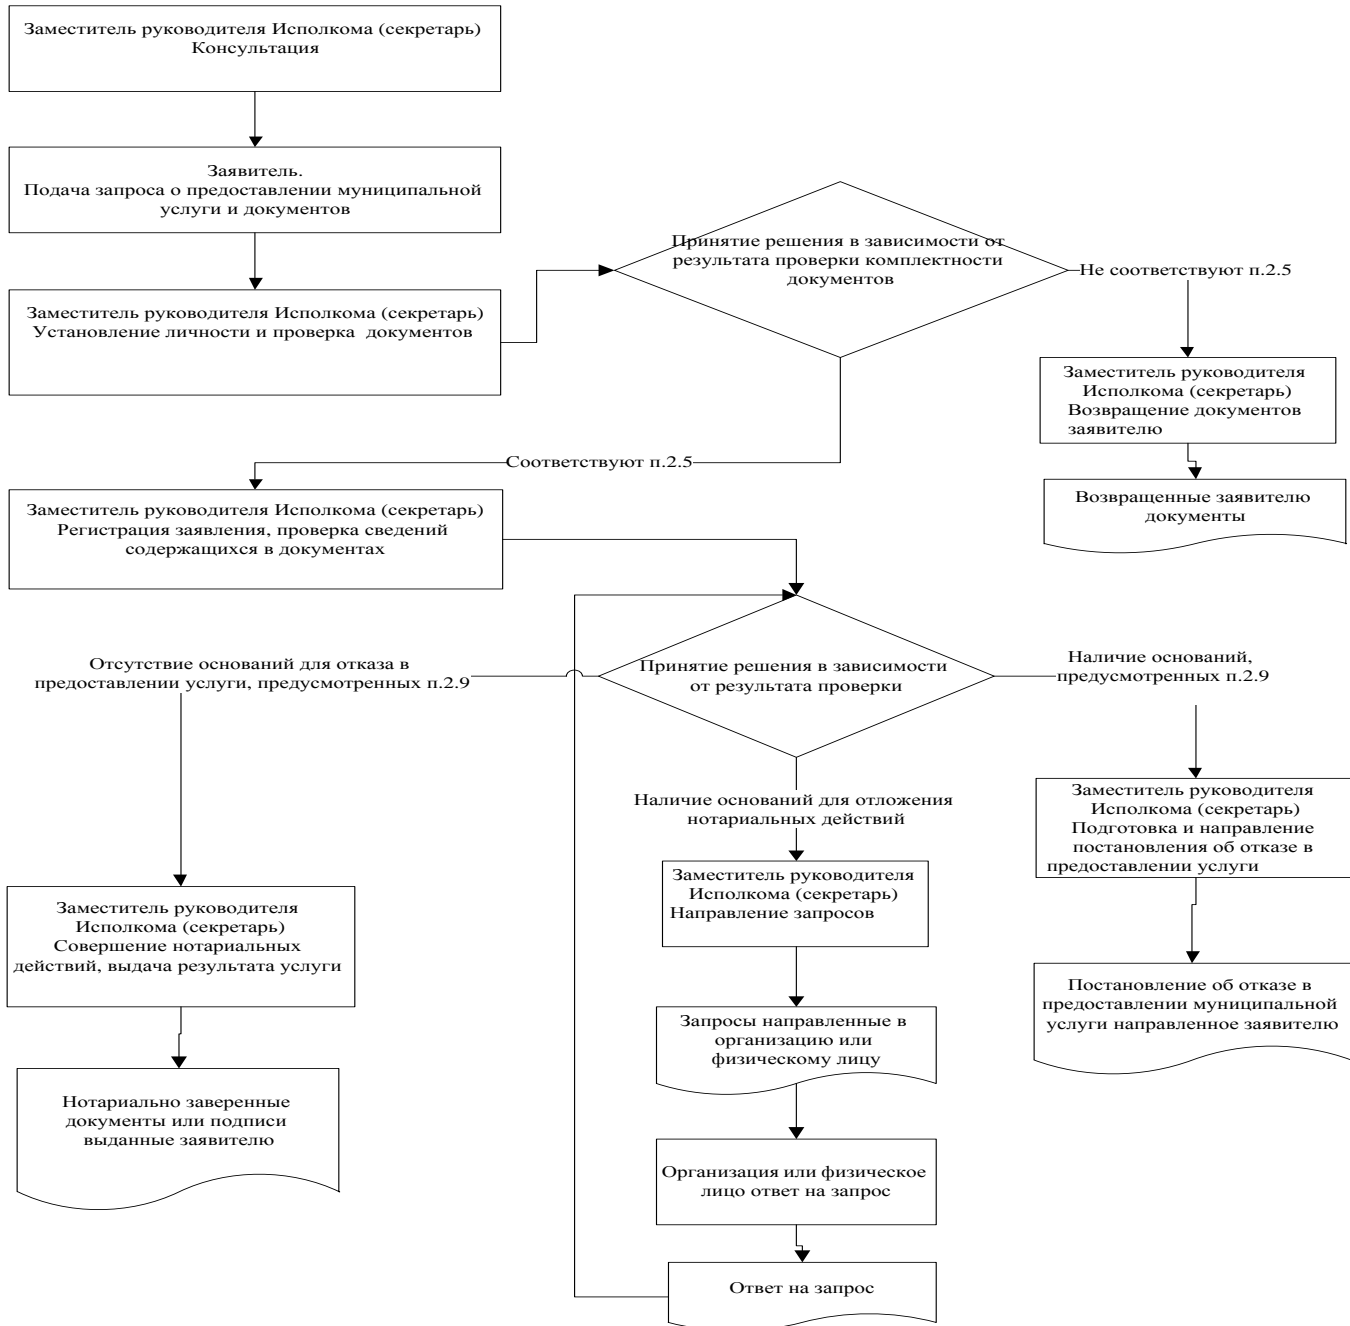 Заместитель руководителя Исполкома (секретарь)
Консультация
Заявитель.
Подача запроса о предоставлении муниципальной
услуги и документов
Заместитель руководителя Исполкома (секретарь)
Установление личности и проверка документов
Принятие решения в зависимости от
результата проверки комплектности
документов
Не соответствуют п.2.5
Заместитель руководителя
Исполкома (секретарь)
Возвращение документов
заявителю
Возвращенные заявителю
документы
Соответствуют п.2.5
Заместитель руководителя Исполкома (секретарь)
Регистрация заявления, проверка сведений
содержащихся в документах
Принятие решения в зависимости
от результата проверки
Отсутствие оснований для отказа в
предоставлении услуги, предусмотренных п.2.9
Наличие оснований,
предусмотренных п.2.9
Наличие оснований для отложения
нотариальных действий
Заместитель руководителя
Исполкома (секретарь)
Подготовка и направление
постановления об отказе в
предоставлении услуги
Заместитель руководителя
Исполкома (секретарь)
Направление запросов
Заместитель руководителя
Исполкома (секретарь)
Совершение нотариальных
действий, выдача результата услуги
Постановление об отказе в
предоставлении муниципальной
услуги направленное заявителю
Запросы направленные в
организацию или
физическому лицу
Нотариально заверенные
документы или подписи
выданные заявителю
Организация или физическое
лицо ответ на запрос
Ответ на запрос